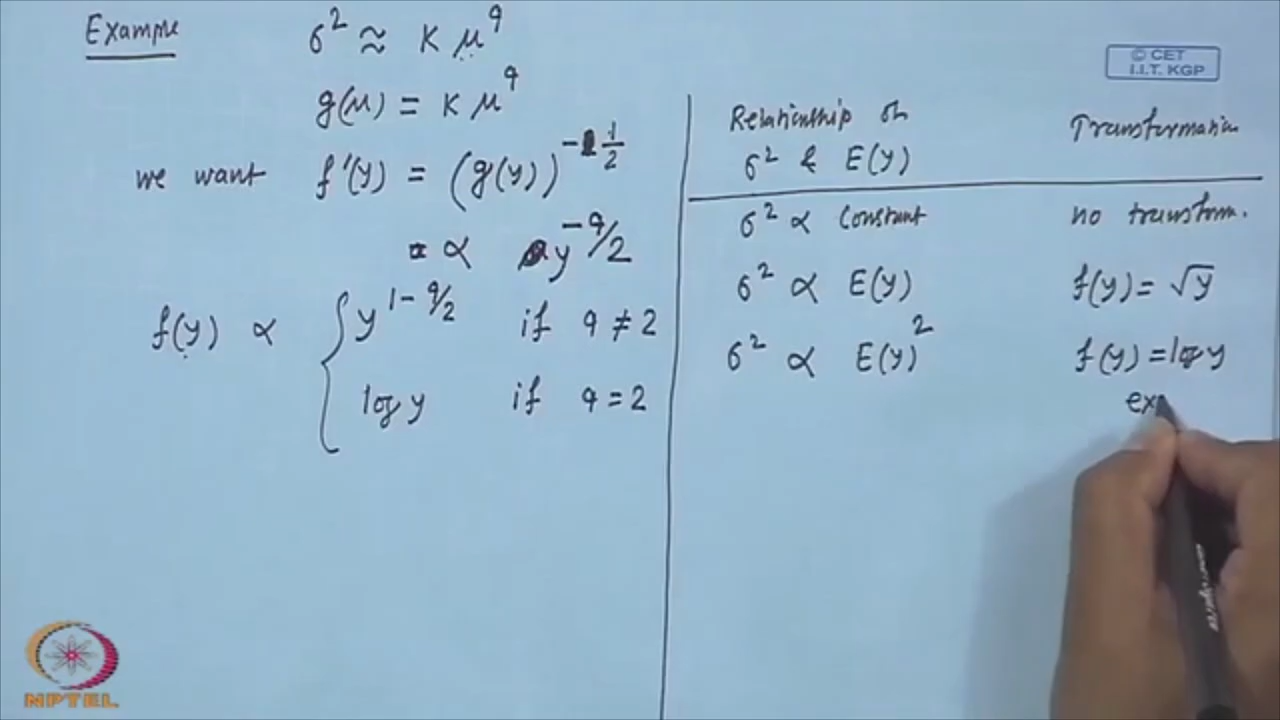 Example σ² ≈ K μ^q
g(μ) = K μ^q
we want f'(y) = (g(y))^-1/2
α y^-q/2
f(y) α { y^1-q/2 if q ≠ 2
log y if q = 2
© CET
I.I.T. KGP
Relationship of Transformation
σ² & E(y)
σ² α Constant no transform.
σ² α E(y) f(y) = √y
σ² α E(y)² f(y) = log y
ex
NPTEL